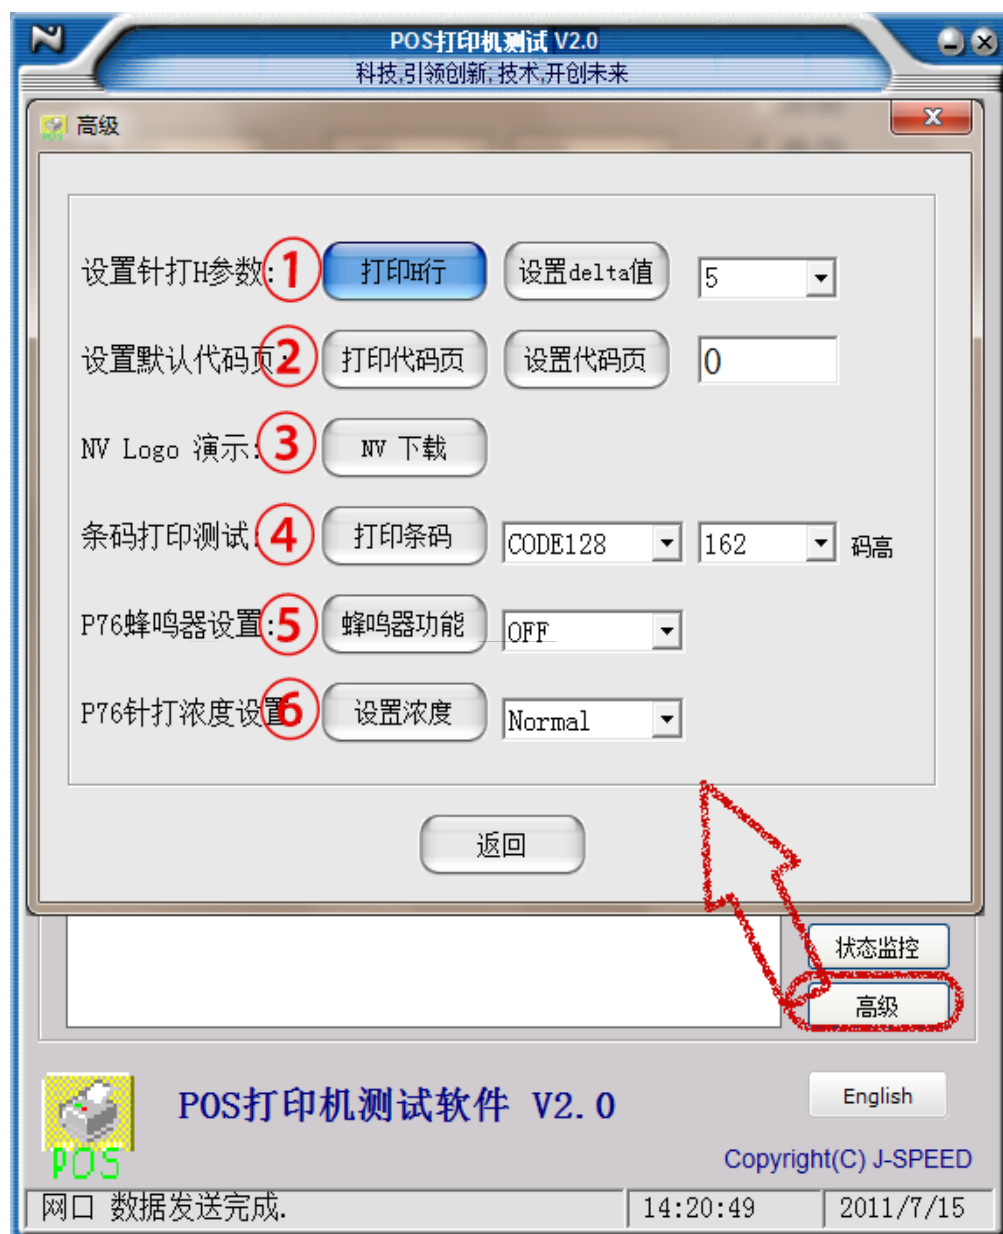 POS打印机测试 V2.0
科技,引领创新;技术,开创未来
高级
设置针打H参数: 1 打印H行 设置delta值 5
设置默认代码页: 2 打印代码页 设置代码页 0
NV Logo 演示: 3 NV 下载
条码打印测试: 4 打印条码 CODE128 162 码高
P76蜂鸣器设置: 5 蜂鸣器功能 OFF
P76针打浓度设置 6 设置浓度 Normal
返回
状态监控
高级
POS
POS打印机测试软件 V2.0
English
Copyright(C) J-SPEED
网口 数据发送完成. 14:20:49 2011/7/15